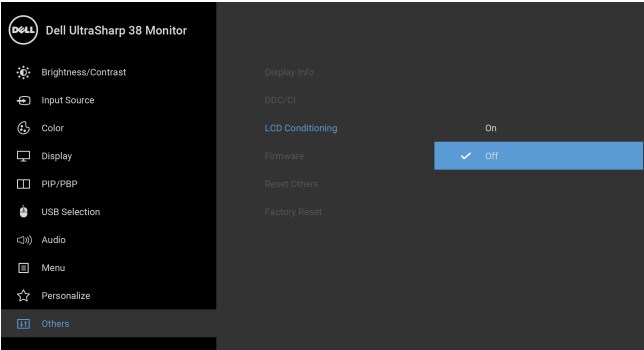 DELL
Dell UltraSharp 38 Monitor
Brightness/Contrast
Input Source
Color
Display
PIP/PBP
USB Selection
Audio
Menu
Personalize
Others
Display Info
DDC/CI
LCD Conditioning
Firmware
Reset Others
Factory Reset
On
Off